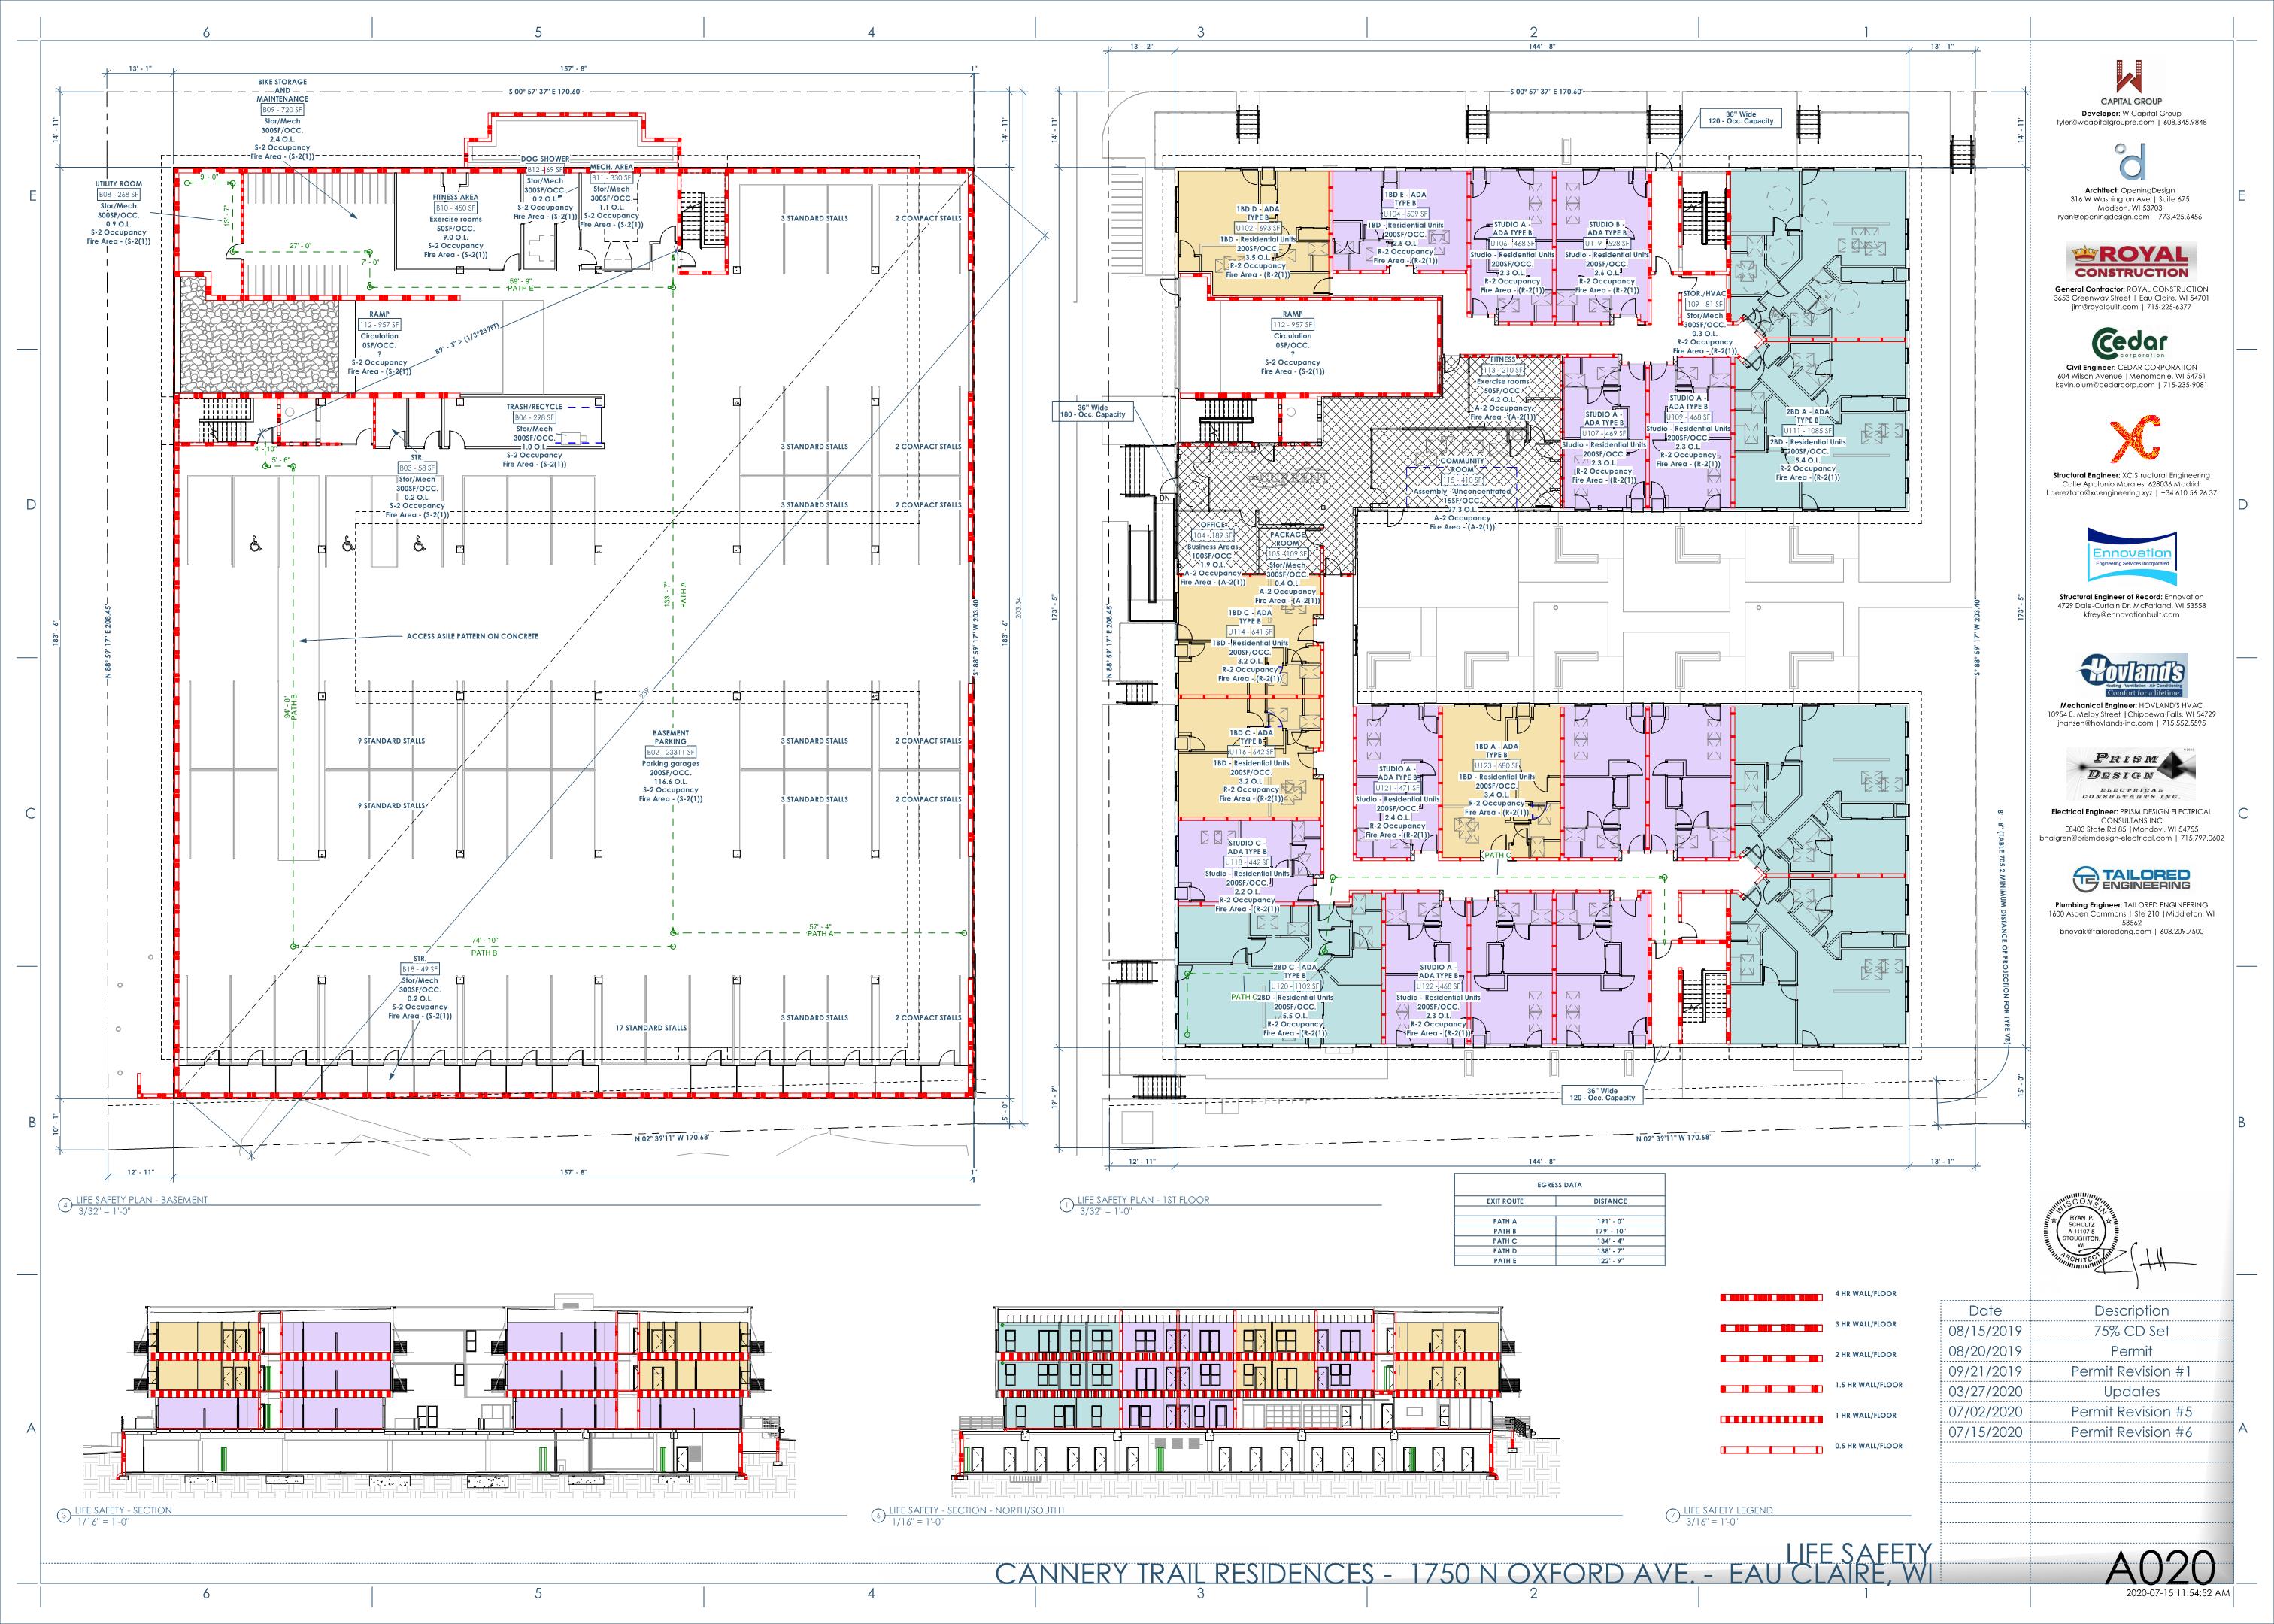 6
5
4
3
2
1
13' - 1"
157' - 8"
1"
S 00° 57' 37" E 170.60'
14' - 11"
14' - 11"
BIKE STORAGE
AND
MAINTENANCE
B09 - 720 SF
Stor/Mech
300SF/OCC.
2.4 O.L.
S-2 Occupancy
Fire Area - (S-2(1))
UTILITY ROOM
B08 - 268 SF
Stor/Mech
300SF/OCC.
0.9 O.L.
S-2 Occupancy
Fire Area - (S-2(1))
9' - 0"
13' - 7"
27' - 0"
7' - 0"
59' - 9"
PATH E
FITNESS AREA
B10 - 450 SF
Exercise rooms
50SF/OCC.
9.0 O.L.
S-2 Occupancy
Fire Area - (S-2(1))
DOG SHOWER
B12 - 69 SF
Stor/Mech
300SF/OCC.
0.2 O.L.
S-2 Occupancy
Fire Area - (S-2(1))
MECH. AREA
B11 - 330 SF
Stor/Mech
300SF/OCC.
1.1 O.L.
S-2 Occupancy
Fire Area - (S-2(1))
3 STANDARD STALLS
2 COMPACT STALLS
RAMP
112 - 957 SF
Circulation
0SF/OCC.
?
S-2 Occupancy
Fire Area - (S-2(1))
89' - 3" > (1/3*239FT)
TRASH/RECYCLE
B06 - 298 SF
Stor/Mech
300SF/OCC.
1.0 O.L.
S-2 Occupancy
Fire Area - (S-2(1))
4' - 10"
5' - 6"
STR.
B03 - 58 SF
Stor/Mech
300SF/OCC.
0.2 O.L.
S-2 Occupancy
Fire Area - (S-2(1))
3 STANDARD STALLS
2 COMPACT STALLS
3 STANDARD STALLS
2 COMPACT STALLS
133' - 7"
PATH A
N 88° 59' 17" E 208.45'
S 88° 59' 17" W 203.40'
183' - 6"
183' - 6"
203.34
ACCESS ASILE PATTERN ON CONCRETE
94' - 8"
PATH B
239'
9 STANDARD STALLS
9 STANDARD STALLS
BASEMENT
PARKING
B02 - 23311 SF
Parking garages
200SF/OCC.
116.6 O.L.
S-2 Occupancy
Fire Area - (S-2(1))
3 STANDARD STALLS
2 COMPACT STALLS
3 STANDARD STALLS
2 COMPACT STALLS
74' - 10"
PATH B
57' - 4"
PATH A
STR.
B18 - 49 SF
Stor/Mech
300SF/OCC.
0.2 O.L.
S-2 Occupancy
Fire Area - (S-2(1))
17 STANDARD STALLS
3 STANDARD STALLS
2 COMPACT STALLS
10' - 1"
5' - 0"
N 02° 39'11" W 170.68'
12' - 11"
157' - 8"
1"
4
LIFE SAFETY PLAN - BASEMENT
3/32" = 1'-0"
13' - 2"
144' - 8"
13' - 1"
S 00° 57' 37" E 170.60'
14' - 11"
14' - 11"
36" Wide
120 - Occ. Capacity
1BD D - ADA
TYPE B
U102 - 693 SF
1BD - Residential Units
200SF/OCC.
3.5 O.L.
R-2 Occupancy
Fire Area - (R-2(1))
1BD E - ADA
TYPE B
U104 - 509 SF
1BD - Residential Units
200SF/OCC.
2.5 O.L.
R-2 Occupancy
Fire Area - (R-2(1))
STUDIO A -
ADA TYPE B
U106 - 468 SF
Studio - Residential Units
200SF/OCC.
2.3 O.L.
R-2 Occupancy
Fire Area - (R-2(1))
STUDIO B -
ADA TYPE B
U119 - 528 SF
Studio - Residential Units
200SF/OCC.
2.6 O.L.
R-2 Occupancy
Fire Area - (R-2(1))
STOR./HVAC
109 - 81 SF
Stor/Mech
300SF/OCC.
0.3 O.L.
R-2 Occupancy
Fire Area - (R-2(1))
RAMP
112 - 957 SF
Circulation
0SF/OCC.
?
S-2 Occupancy
Fire Area - (S-2(1))
36" Wide
180 - Occ. Capacity
FITNESS
113 - 210 SF
Exercise rooms
50SF/OCC.
4.2 O.L.
A-2 Occupancy
Fire Area - (A-2(1))
COMMUNITY
ROOM
115 - 410 SF
Assembly - Unconcentrated
15SF/OCC.
27.3 O.L.
A-2 Occupancy
Fire Area - (A-2(1))
STUDIO A -
ADA TYPE B
U107 - 469 SF
Studio - Residential Units
200SF/OCC.
2.3 O.L.
R-2 Occupancy
Fire Area - (R-2(1))
STUDIO A -
ADA TYPE B
U109 - 468 SF
Studio - Residential Units
200SF/OCC.
2.3 O.L.
R-2 Occupancy
Fire Area - (R-2(1))
2BD A - ADA
TYPE B
U111 - 1085 SF
2BD - Residential Units
200SF/OCC.
5.4 O.L.
R-2 Occupancy
Fire Area - (R-2(1))
DN
OFFICE
104 - 189 SF
Business Areas
100SF/OCC.
1.9 O.L.
A-2 Occupancy
Fire Area - (A-2(1))
PACKAGE
ROOM
105 - 109 SF
Stor/Mech
300SF/OCC.
0.4 O.L.
A-2 Occupancy
Fire Area - (A-2(1))
1BD C - ADA
TYPE B
U114 - 641 SF
1BD - Residential Units
200SF/OCC.
3.2 O.L.
R-2 Occupancy
Fire Area - (R-2(1))
1BD C - ADA
TYPE B
U116 - 642 SF
1BD - Residential Units
200SF/OCC.
3.2 O.L.
R-2 Occupancy
Fire Area - (R-2(1))
STUDIO C -
ADA TYPE B
U118 - 442 SF
Studio - Residential Units
200SF/OCC.
2.2 O.L.
R-2 Occupancy
Fire Area - (R-2(1))
STUDIO A -
ADA TYPE B
U121 - 471 SF
Studio - Residential Units
200SF/OCC.
2.4 O.L.
R-2 Occupancy
Fire Area - (R-2(1))
1BD A - ADA
TYPE B
U123 - 680 SF
1BD - Residential Units
200SF/OCC.
3.4 O.L.
R-2 Occupancy
Fire Area - (R-2(1))
PATH C
2BD C - ADA
TYPE B
U120 - 1102 SF
2BD - Residential Units
200SF/OCC.
5.5 O.L.
R-2 Occupancy
Fire Area - (R-2(1))
PATH C
STUDIO A -
ADA TYPE B
U122 - 468 SF
Studio - Residential Units
200SF/OCC.
2.3 O.L.
R-2 Occupancy
Fire Area - (R-2(1))
N 88° 59' 17" E 208.45'
S 88° 59' 17" W 203.40'
173' - 5"
173' - 5"
8' - 8" (TABLE 705.2 MINIMUM DISTANCE OF PROJECTION FOR TYPE VB)
36" Wide
120 - Occ. Capacity
19' - 9"
15' - 0"
N 02° 39'11" W 170.68'
12' - 11"
144' - 8"
13' - 1"
1
LIFE SAFETY PLAN - 1ST FLOOR
3/32" = 1'-0"
EGRESS DATA
EXIT ROUTE DISTANCE
PATH A 191' - 0"
PATH B 179' - 10"
PATH C 134' - 4"
PATH D 138' - 7"
PATH E 122' - 9"
3
LIFE SAFETY - SECTION
1/16" = 1'-0"
6
LIFE SAFETY - SECTION - NORTH/SOUTH1
1/16" = 1'-0"
4 HR WALL/FLOOR
3 HR WALL/FLOOR
2 HR WALL/FLOOR
1.5 HR WALL/FLOOR
1 HR WALL/FLOOR
0.5 HR WALL/FLOOR
7
LIFE SAFETY LEGEND
3/16" = 1'-0"
W
CAPITAL GROUP
Developer: W Capital Group
tyler@wcapitalgroupre.com | 608.345.9848
d
Architect: OpeningDesign
316 W Washington Ave | Suite 675
Madison, WI 53703
ryan@openingdesign.com | 773.425.6456
ROYAL
CONSTRUCTION
General Contractor: ROYAL CONSTRUCTION
3653 Greenway Street | Eau Claire, WI 54701
jim@royalbuilt.com | 715-225-6377
Cedar
corporation
Civil Engineer: CEDAR CORPORATION
604 Wilson Avenue | Menomonie, WI 54751
kevin.oium@cedarcorp.com | 715-235-9081
XC
Structural Engineer: XC Structural Engineering
Calle Apolonio Morales, 628036 Madrid,
l.perezfato@xcengineering.xyz | +34 610 56 26 37
Ennovation
Engineering Services Incorporated
Structural Engineer of Record: Ennovation
4729 Dale-Curtain Dr, McFarland, WI 53558
kfrey@ennovationbuilt.com
Hovland's
Heating - Ventilation - Air Conditioning
Comfort for a lifetime
Mechanical Engineer: HOVLAND'S HVAC
10954 E. Melby Street | Chippewa Falls, WI 54729
jhansen@hovlands-inc.com | 715.552.5595
PRISM
DESIGN
ELECTRICAL
CONSULTANTS INC.
Electrical Engineer: PRISM DESIGN ELECTRICAL
CONSULTANS INC
E8403 State Rd 85 | Mandovi, WI 54755
bhalgren@prismdesign-electrical.com | 715.797.0602
TAILORED
ENGINEERING
Plumbing Engineer: TAILORED ENGINEERING
1600 Aspen Commons | Ste 210 | Middleton, WI
53562
bnovak@tailoredeng.com | 608.209.7500
WISCONSIN
RYAN P.
SCHULTZ
A-11197-5
STOUGHTON,
WI
ARCHITECT
Date Description
08/15/2019 75% CD Set
08/20/2019 Permit
09/21/2019 Permit Revision #1
03/27/2020 Updates
07/02/2020 Permit Revision #5
07/15/2020 Permit Revision #6
LIFE SAFETY
CANNERY TRAIL RESIDENCES - 1750 N OXFORD AVE. - EAU CLAIRE, WI
A020
2020-07-15 11:54:52 AM
E
D
C
B
A
E
D
C
B
A
6
5
4
3
2
1